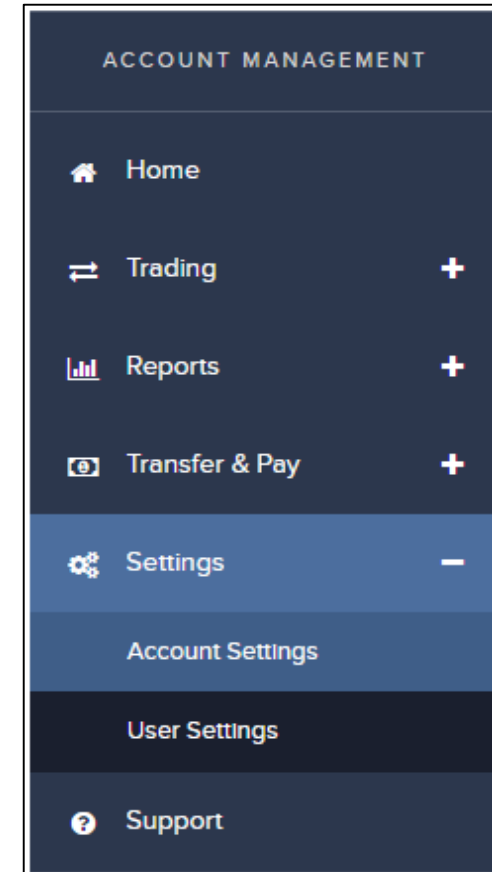 ACCOUNT MANAGEMENT
Home
Trading
Reports
Transfer & Pay
Settings
Account Settings
User Settings
Support